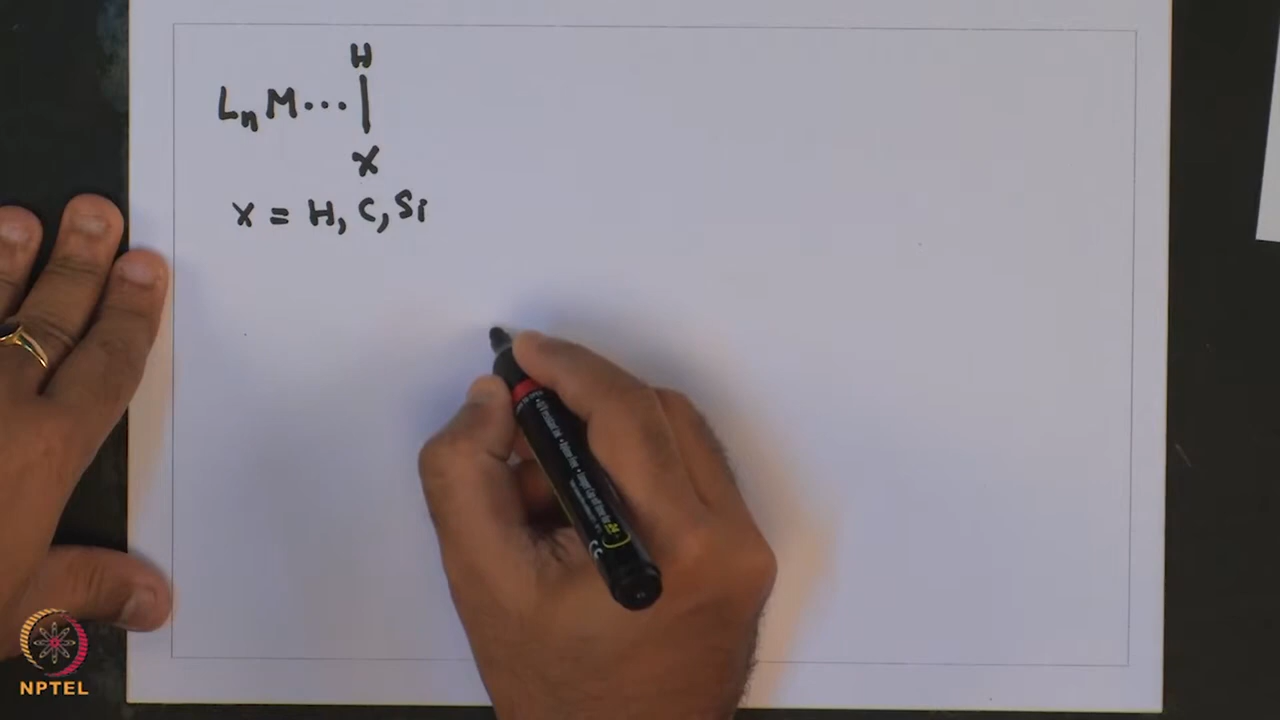 H
LnM...|
X
X = H, C, Si
NPTEL